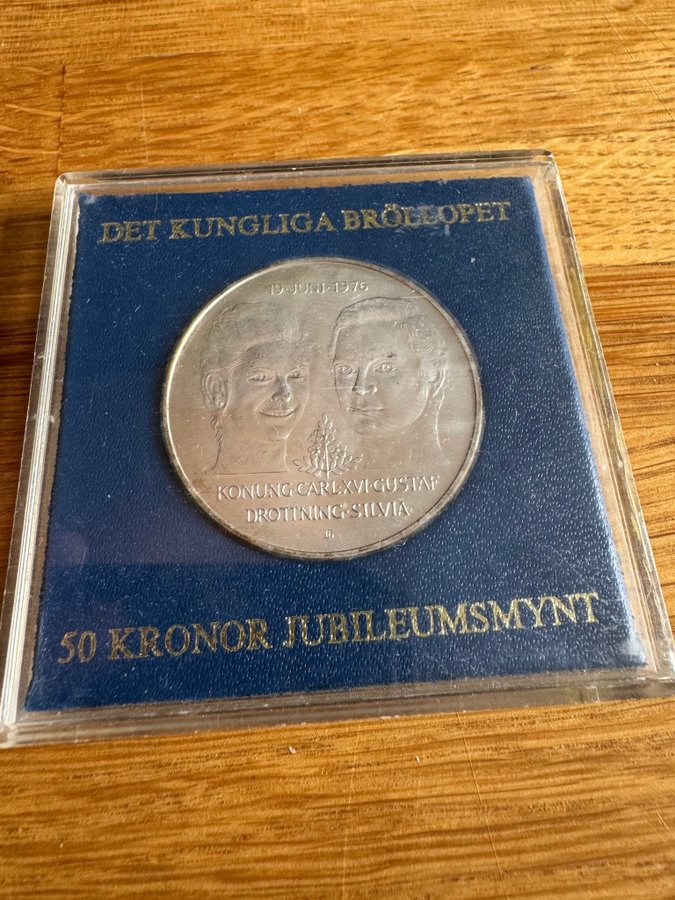 DET KUNGLIGA BRÖLLOPET
19·JUNI·1976
KONUNG·CARL·XVI·GUSTAF
DROTTNING·SILVIA
50 KRONOR JUBILEUMSMYNT